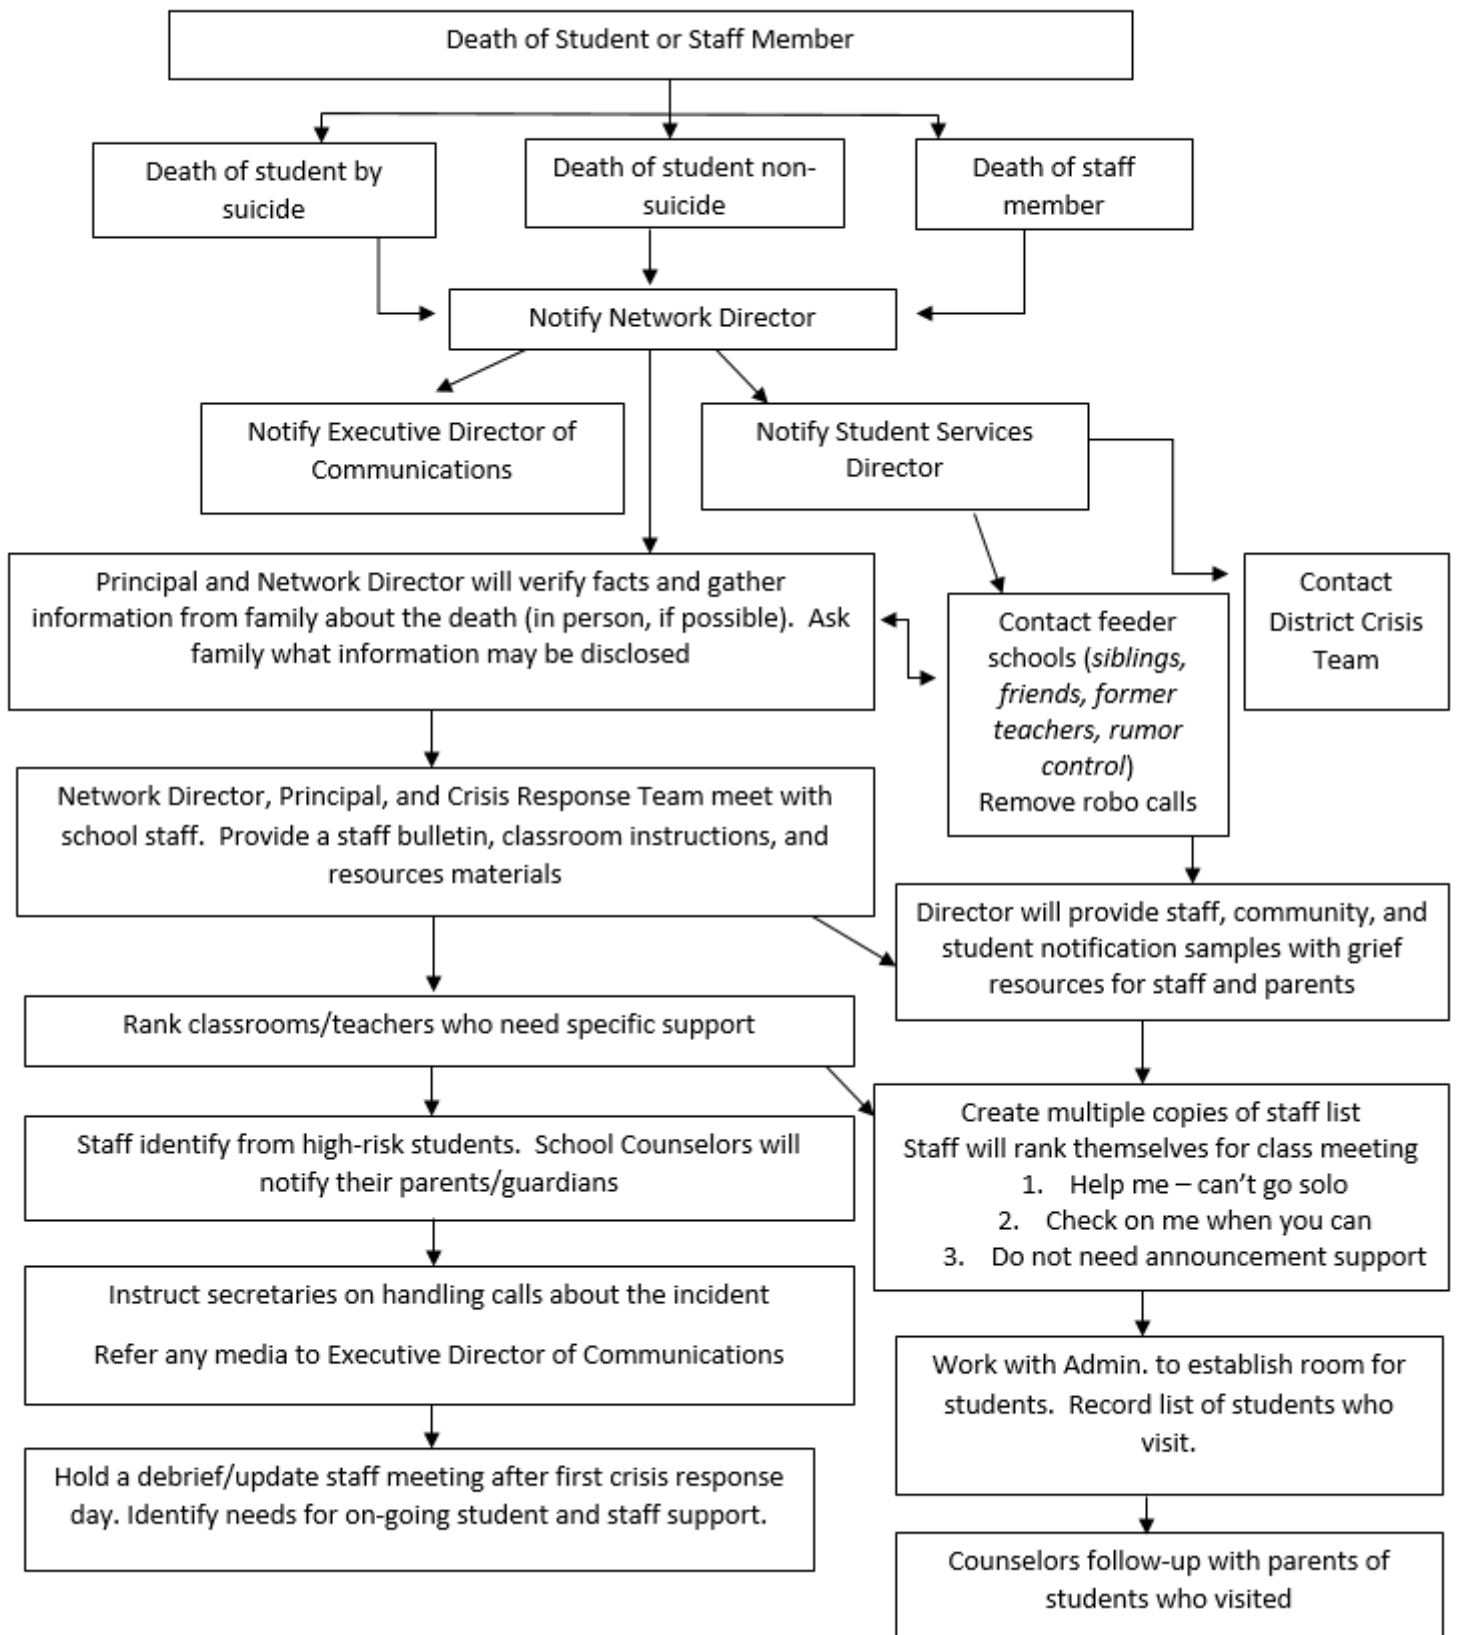 Death of Student or Staff Member
Death of student by
suicide
Death of student non-
suicide
Death of staff
member
Notify Network Director
Notify Executive Director of
Communications
Notify Student Services
Director
Principal and Network Director will verify facts and gather
information from family about the death (in person, if possible).  Ask
family what information may be disclosed
Contact feeder
schools (siblings,
friends, former
teachers, rumor
control)
Remove robo calls
Contact
District Crisis
Team
Network Director, Principal, and Crisis Response Team meet with
school staff.  Provide a staff bulletin, classroom instructions, and
resources materials
Director will provide staff, community, and
student notification samples with grief
resources for staff and parents
Rank classrooms/teachers who need specific support
Create multiple copies of staff list
Staff will rank themselves for class meeting
1. Help me – can't go solo
2. Check on me when you can
3. Do not need announcement support
Staff identify from high-risk students.  School Counselors will
notify their parents/guardians
Instruct secretaries on handling calls about the incident
Refer any media to Executive Director of Communications
Work with Admin. to establish room for
students.  Record list of students who
visit.
Hold a debrief/update staff meeting after first crisis response
day. Identify needs for on-going student and staff support.
Counselors follow-up with parents of
students who visited